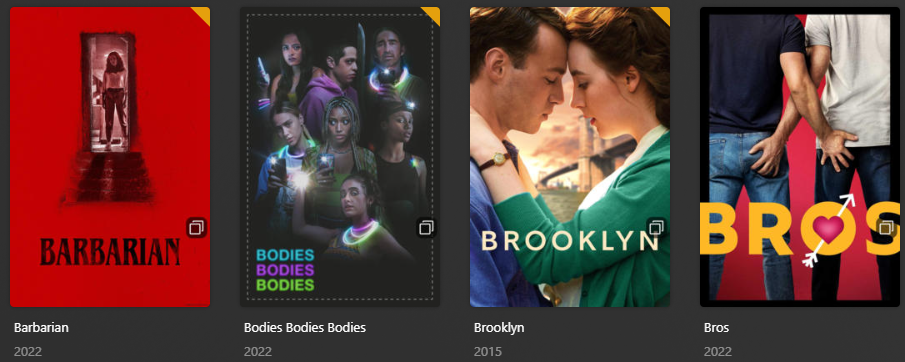 BARBARIAN
BODIES
BODIES
BODIES
BROOKLYN
BROS
Barbarian
Bodies Bodies Bodies
Brooklyn
Bros
2022
2022
2015
2022